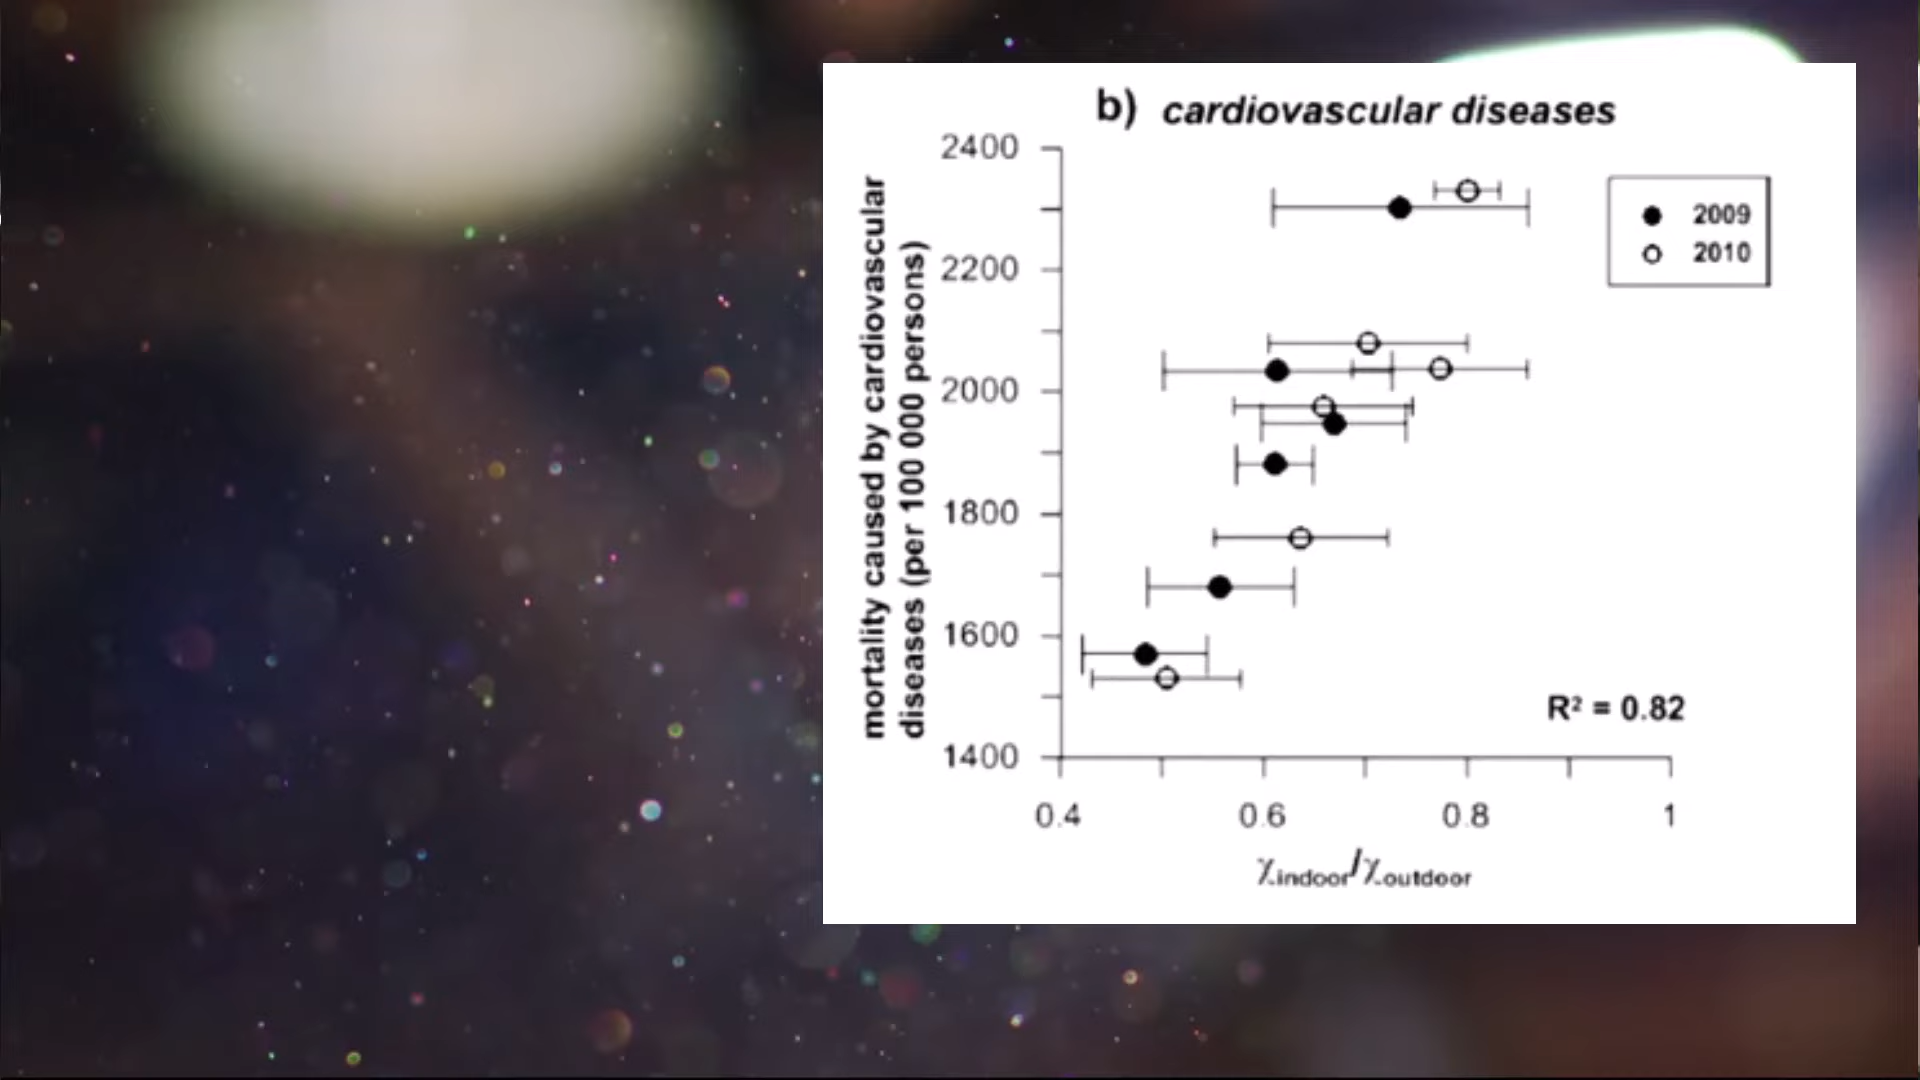 b) cardiovascular diseases
mortality caused by cardiovascular
diseases (per 100 000 persons)
2400
2200
2000
1800
1600
1400
2009
2010
R² = 0.82
0.4 0.6 0.8 1
χindoor/χoutdoor